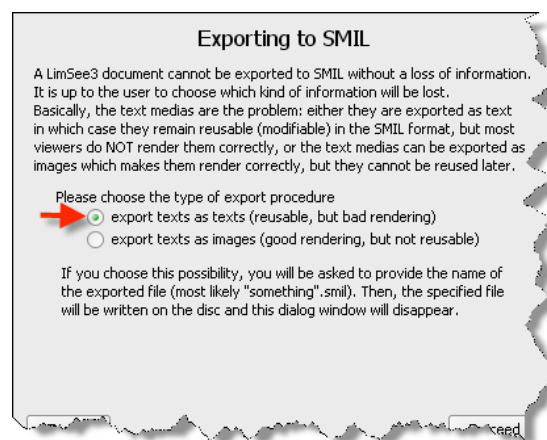 Exporting to SMIL
A LimSee3 document cannot be exported to SMIL without a loss of information.
It is up to the user to choose which kind of information will be lost.
Basically, the text medias are the problem: either they are exported as text
in which case they remain reusable (modifiable) in the SMIL format, but most
viewers do NOT render them correctly, or the text medias can be exported as
images which makes them render correctly, but they cannot be reused later.
Please choose the type of export procedure
export texts as texts (reusable, but bad rendering)
export texts as images (good rendering, but not reusable)
If you choose this possibility, you will be asked to provide the name of
the exported file (most likely "something".smil). Then, the specified file
will be written on the disc and this dialog window will disappear.